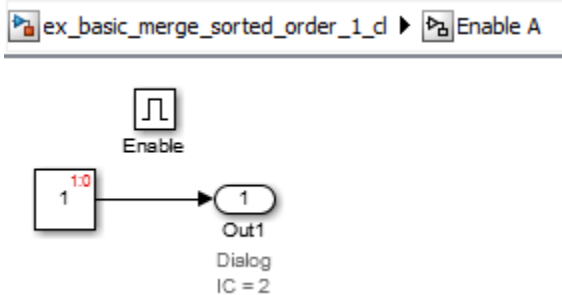 ex_basic_merge_sorted_order_1_cl Enable A
Enable
1:0
1
1
Out1
Dialog
IC = 2